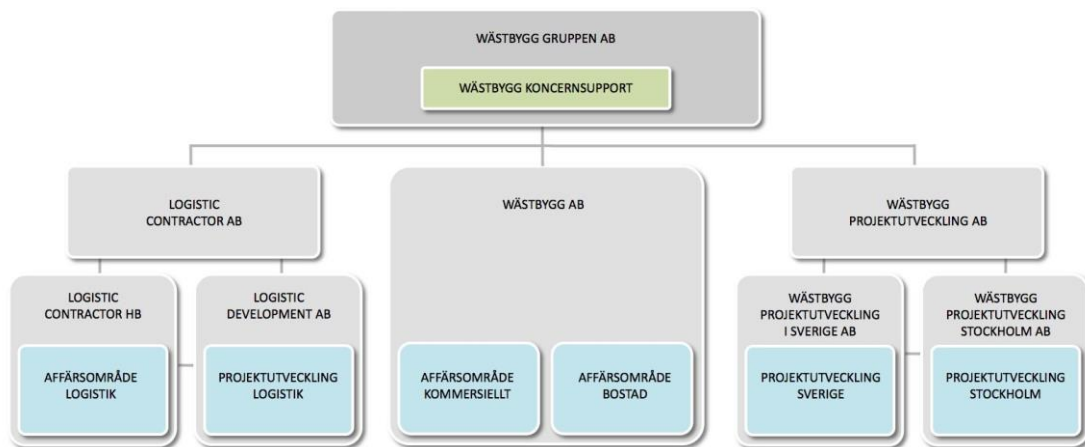 WÄSTBYGG GRUPPEN AB
WÄSTBYGG KONCERNSUPPORT
LOGISTIC
CONTRACTOR AB
WÄSTBYGG AB
WÄSTBYGG
PROJEKTUTVECKLING AB
LOGISTIC
CONTRACTOR HB
AFFÄRSOMRÅDE
LOGISTIK
LOGISTIC
DEVELOPMENT AB
PROJEKTUTVECKLING
LOGISTIK
AFFÄRSOMRÅDE
KOMMERSIELLT
AFFÄRSOMRÅDE
BOSTAD
WÄSTBYGG
PROJEKTUTVECKLING
I SVERIGE AB
PROJEKTUTVECKLING
SVERIGE
WÄSTBYGG
PROJEKTUTVECKLING
STOCKHOLM AB
PROJEKTUTVECKLING
STOCKHOLM